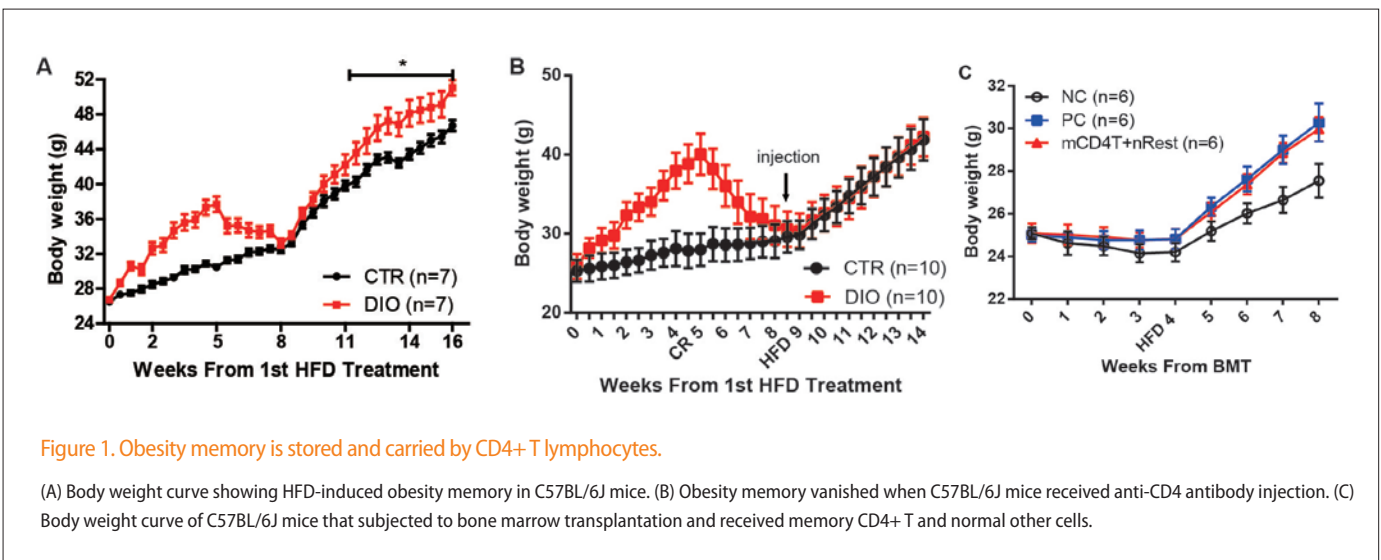 A
*
52
48
44
40
36
32
28
24
Body weight (g)
CTR (n=7)
DIO (n=7)
0 2 5 8 11 14 16
Weeks From 1st HFD Treatment
B
50
40
30
20
Body weight (g)
injection
CTR (n=10)
DIO (n=10)
0 1 2 3 4 CR 5 6 7 8 HFD 9 10 11 12 13 14
Weeks From 1st HFD Treatment
C
32
30
28
26
24
22
Body weight (g)
NC (n=6)
PC (n=6)
mCD4T+nRest (n=6)
0 1 2 3 HFD 4 5 6 7 8
Weeks From BMT
Figure 1. Obesity memory is stored and carried by CD4+ T lymphocytes.
(A) Body weight curve showing HFD-induced obesity memory in C57BL/6J mice. (B) Obesity memory vanished when C57BL/6J mice received anti-CD4 antibody injection. (C)
Body weight curve of C57BL/6J mice that subjected to bone marrow transplantation and received memory CD4+ T and normal other cells.